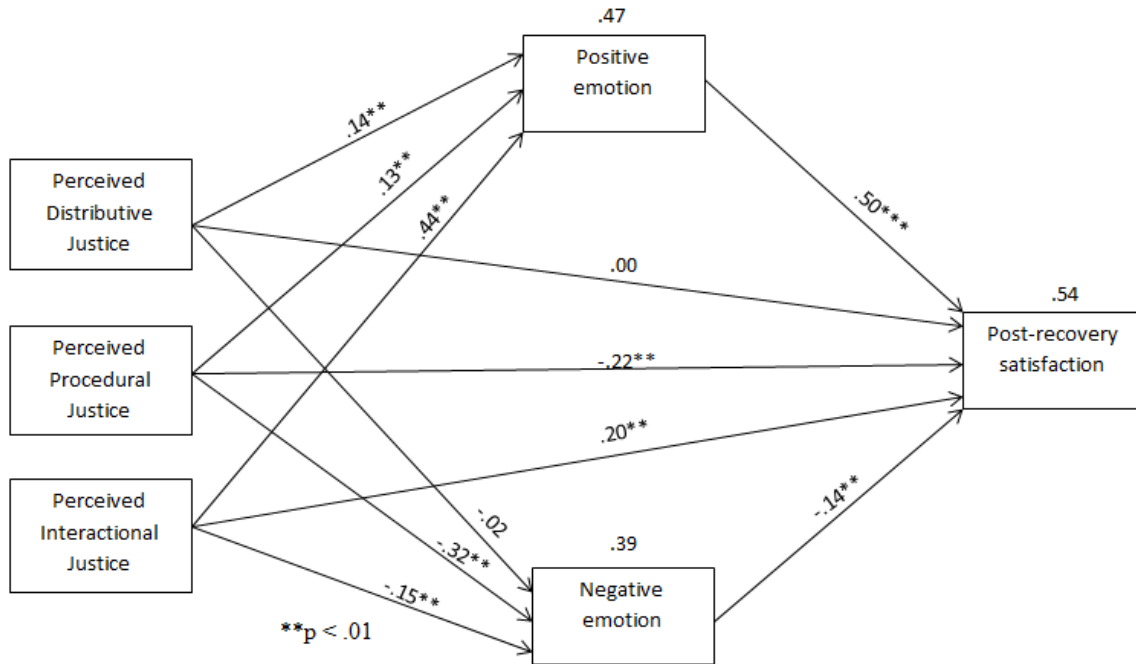 .47
Positive
emotion
.14**
.13**
.44**
Perceived
Distributive
Justice
.50***
.00
.54
Perceived
Procedural
Justice
-.22**
Post-recovery
satisfaction
.20**
Perceived
Interactional
Justice
-.02
-.32**
-.15**
-.14**
.39
Negative
emotion
**p < .01